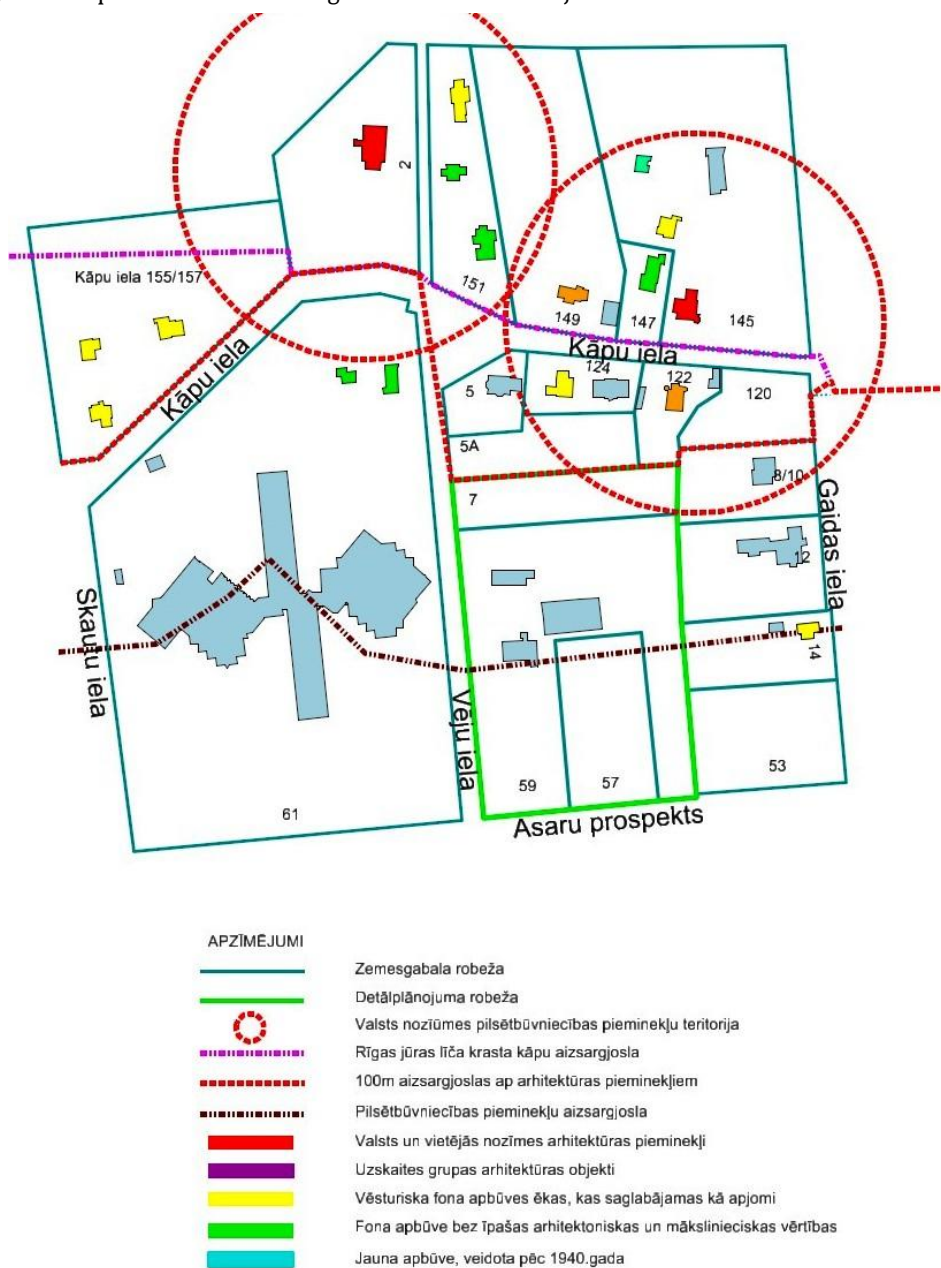 2
151
Kāpu iela 155/157
149
147
145
Kāpu iela
Kāpu iela
124
122
120
5
5A
7
8/10
Gaidas iela
12
14
Skautu iela
Vēju iela
53
57
59
61
Asaru prospekts
APZĪMĒJUMI
Zemesgabala robeža
Detālplānojuma robeža
Valsts nozīūmes pilsētbūvniecības pieminekļu teritorija
Rīgas jūras līča krasta kāpu aizsargjosla
100m aizsargjoslas ap arhitektūras pieminekļiem
Pilsētbūvniecības pieminekļu aizsargjosla
Valsts un vietējās nozīmes arhitektūras pieminekļi
Uzskaites grupas arhitektūras objekti
Vēsturiska fona apbūves ēkas, kas saglabājamas kā apjomi
Fona apbūve bez īpašas arhitektoniskas un mākslinieciskas vērtības
Jauna apbūve, veidota pēc 1940.gada